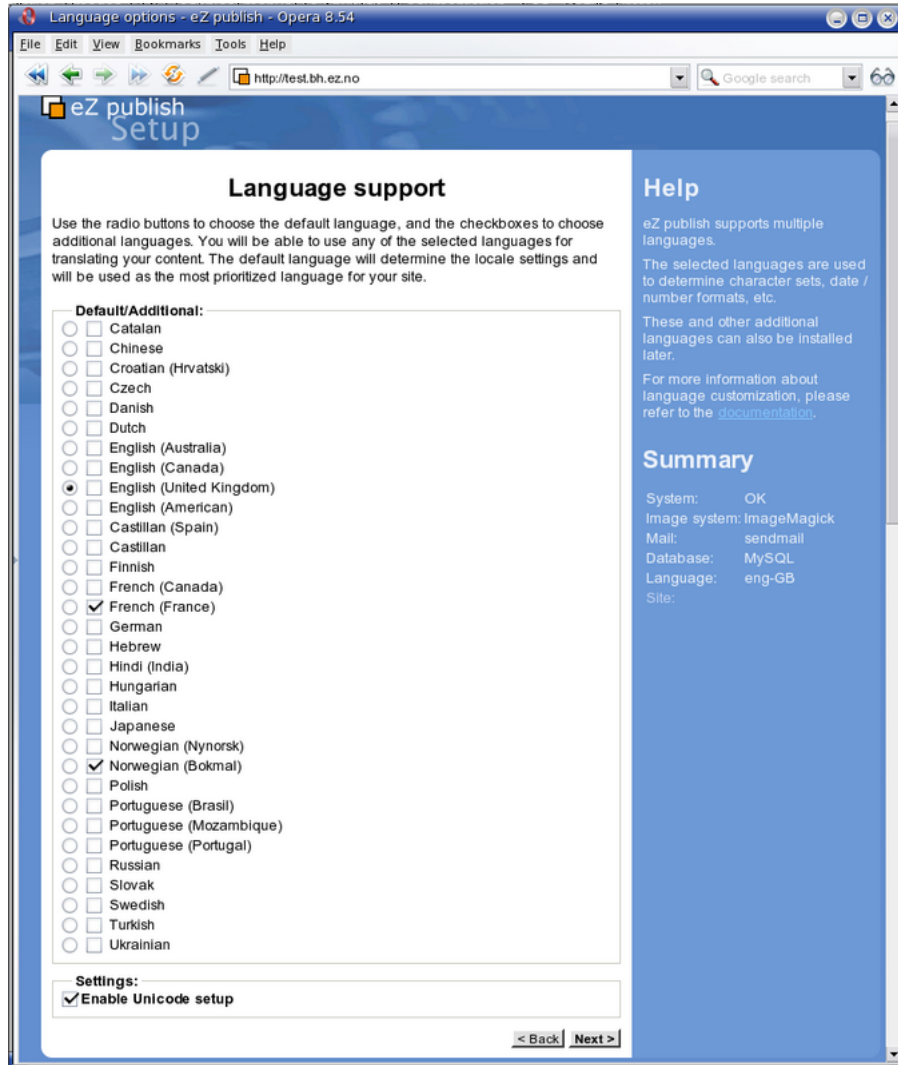 Language options - eZ publish - Opera 8.54
File Edit View Bookmarks Tools Help
http://test.bh.ez.no
Google search
eZ publish
Setup
Language support
Use the radio buttons to choose the default language, and the checkboxes to choose
additional languages. You will be able to use any of the selected languages for
translating your content. The default language will determine the locale settings and
will be used as the most prioritized language for your site.
Default/Additional:
Catalan
Chinese
Croatian (Hrvatski)
Czech
Danish
Dutch
English (Australia)
English (Canada)
English (United Kingdom)
English (American)
Castillan (Spain)
Castillan
Finnish
French (Canada)
French (France)
German
Hebrew
Hindi (India)
Hungarian
Italian
Japanese
Norwegian (Nynorsk)
Norwegian (Bokmal)
Polish
Portuguese (Brasil)
Portuguese (Mozambique)
Portuguese (Portugal)
Russian
Slovak
Swedish
Turkish
Ukrainian
Settings:
Enable Unicode setup
< Back Next >
Help
eZ publish supports multiple
languages.
The selected languages are used
to determine character sets, date /
number formats, etc.
These and other additional
languages can also be installed
later.
For more information about
language customization, please
refer to the documentation.
Summary
System: OK
Image system: ImageMagick
Mail: sendmail
Database: MySQL
Language: eng-GB
Site: